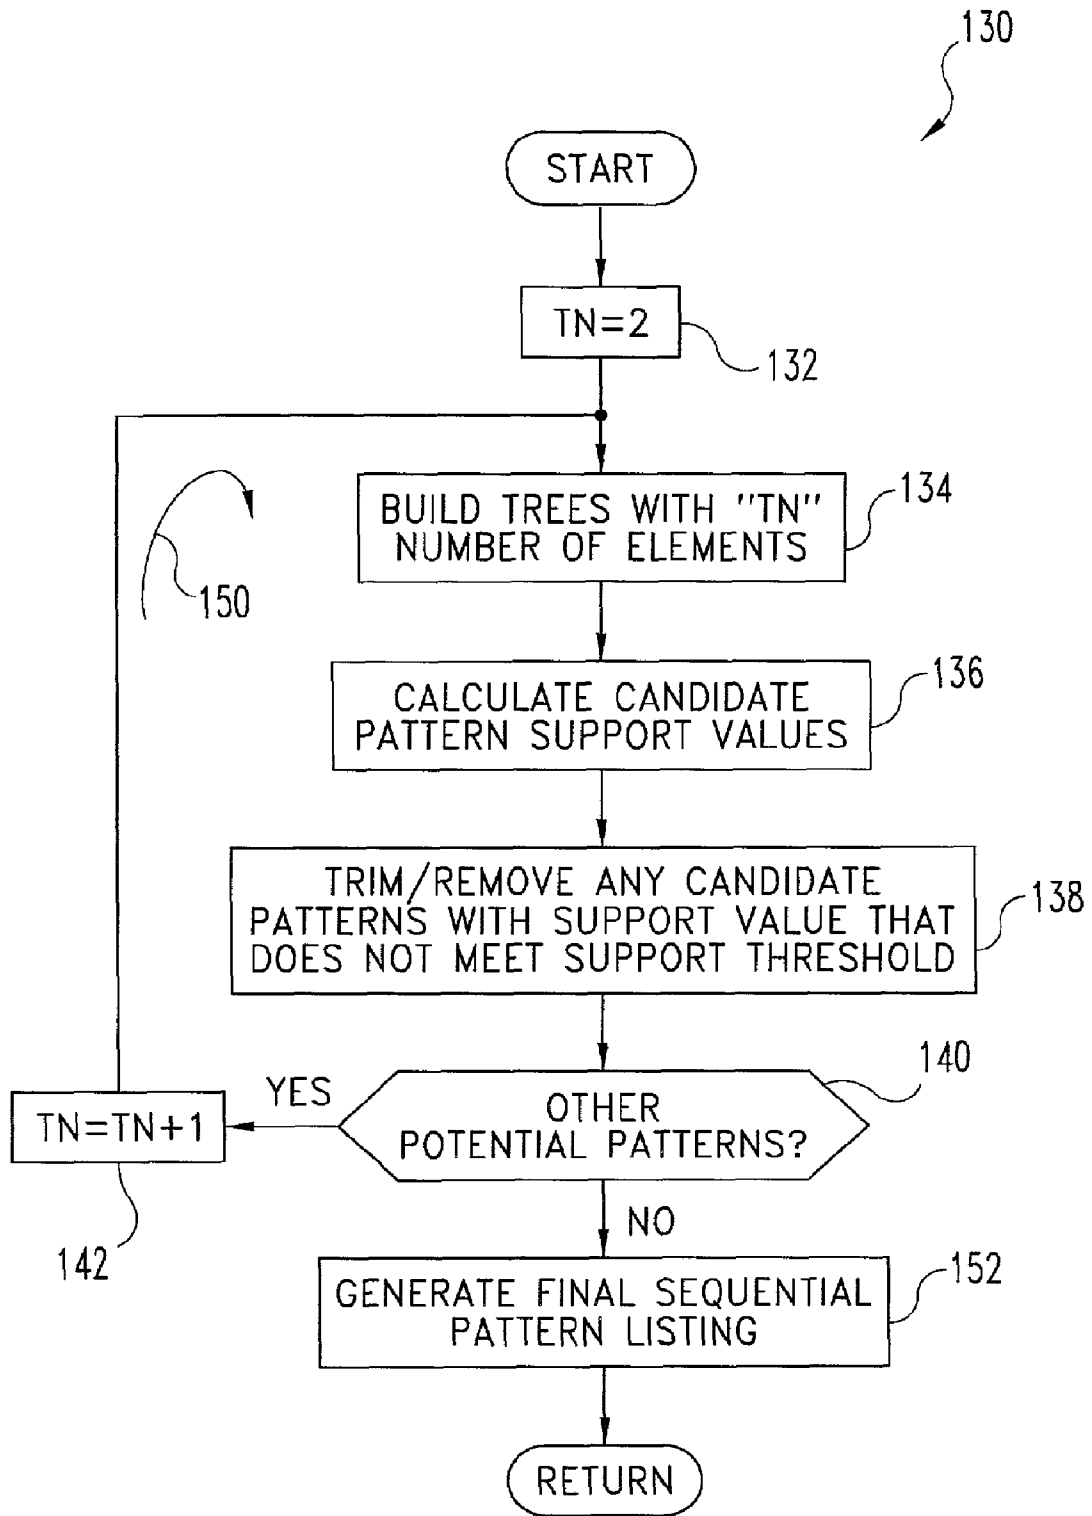 130
START
TN=2
132
BUILD TREES WITH "TN"
NUMBER OF ELEMENTS
134
150
CALCULATE CANDIDATE
PATTERN SUPPORT VALUES
136
TRIM/REMOVE ANY CANDIDATE
PATTERNS WITH SUPPORT VALUE THAT
DOES NOT MEET SUPPORT THRESHOLD
138
OTHER
POTENTIAL PATTERNS?
140
YES
TN=TN+1
142
NO
GENERATE FINAL SEQUENTIAL
PATTERN LISTING
152
RETURN